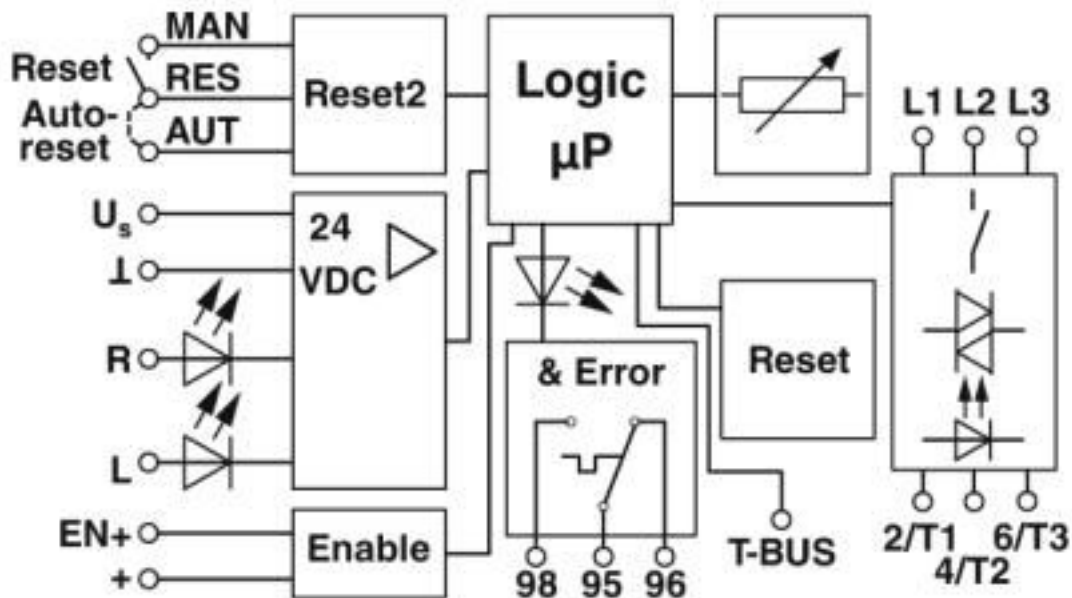 MAN
Reset
RES
Auto-
reset
AUT
Reset2
Logic
µP
L1 L2 L3
Us
⊥
24
VDC
R
L
& Error
Reset
EN+
+
Enable
98 95 96
T-BUS
2/T1
4/T2
6/T3